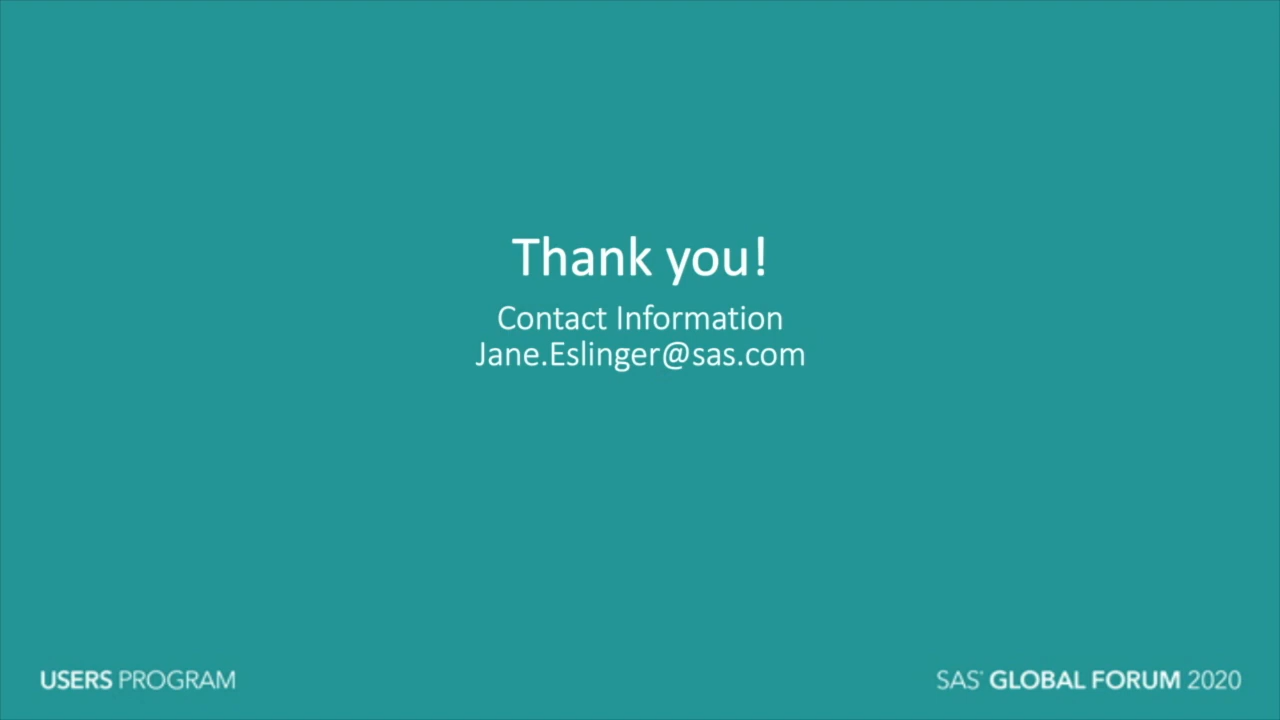 Thank you!
Contact Information
Jane.Eslinger@sas.com
USERS PROGRAM
SAS® GLOBAL FORUM 2020